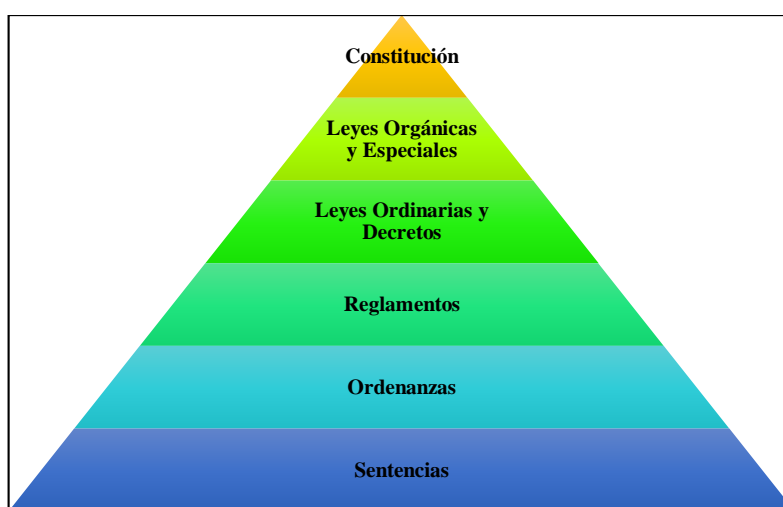 Constitución
Leyes Orgánicas
y Especiales
Leyes Ordinarias y
Decretos
Reglamentos
Ordenanzas
Sentencias